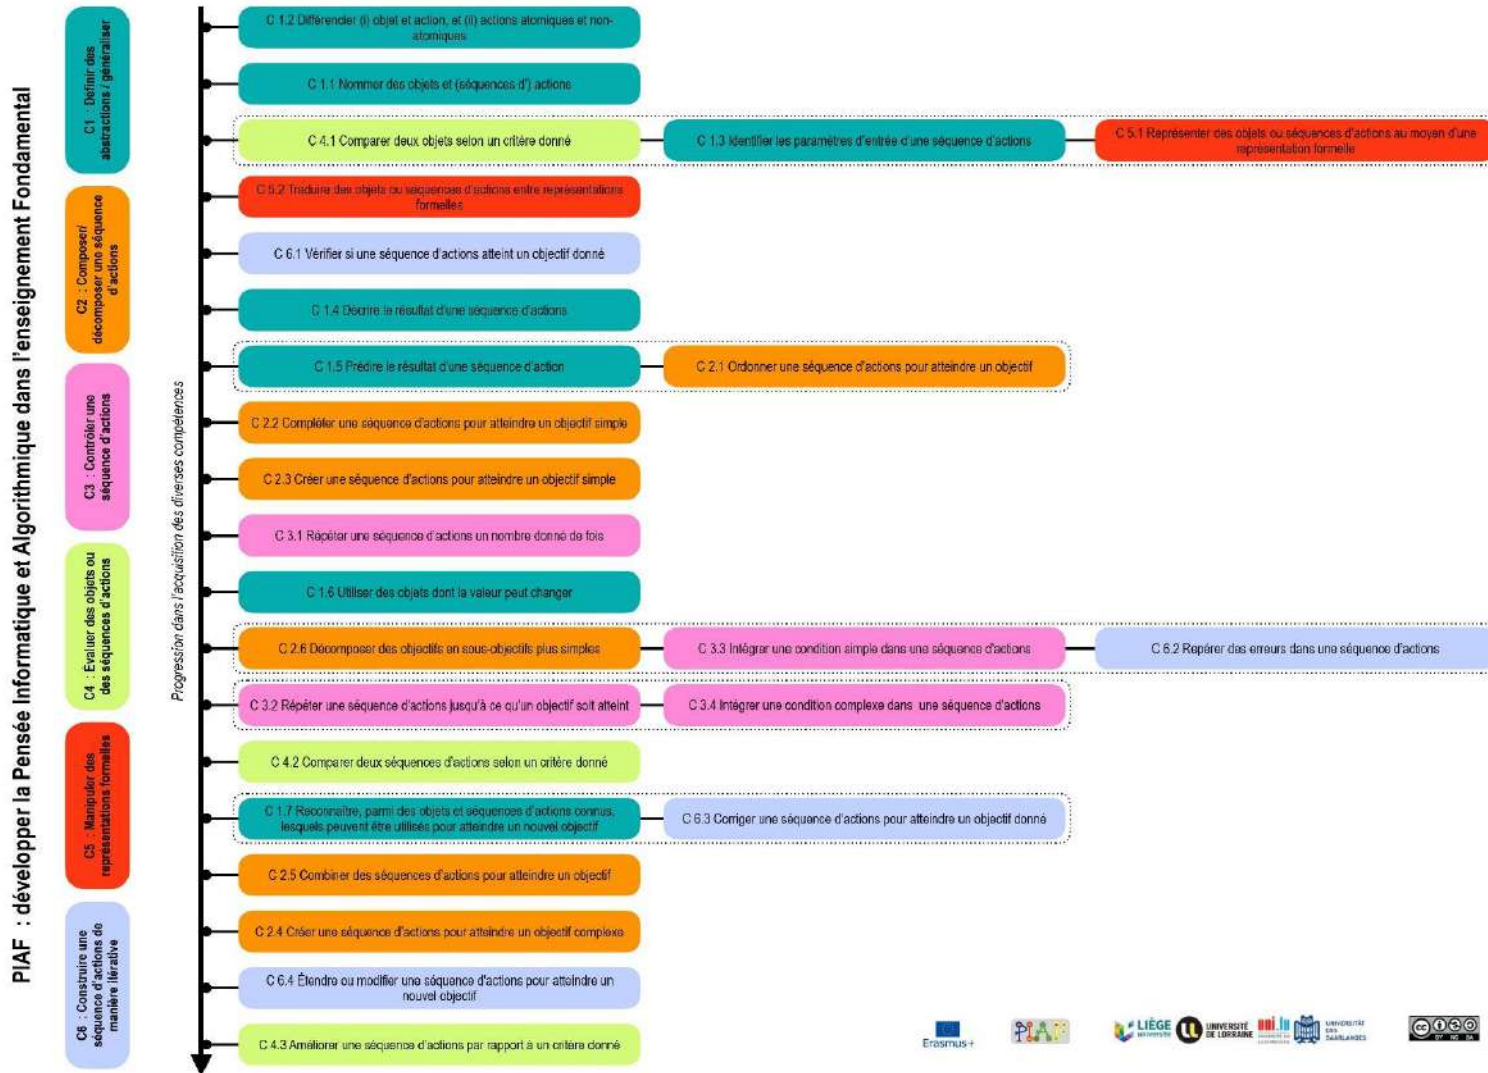 PIAF : développer la Pensée Informatique et Algorithmique dans l'enseignement Fondamental
C1 : Définir des
abstractions / généraliser
C2 : Composer/
décomposer une séquence
d'actions
C3 : Contrôler une
séquence d'actions
C4 : Evaluer des objets ou
des séquences d'actions
C5 : Manipuler des
représentations formelles
C6 : Construire une
séquence d'actions de
manière itérative
Progression dans l'acquisition des diverses compétences
C 1.2 Différencier (i) objet et action, et (ii) actions atomiques et non-
atomiques
C 1.1 Nommer des objets et (séquences d') actions
C 4.1 Comparer deux objets selon un critère donné
C 1.3 Identifier les paramètres d'entrée d'une séquence d'actions
C 5.1 Représenter des objets ou séquences d'actions au moyen d'une
représentation formelle
C 5.2 Traduire des objets ou séquences d'actions entre représentations
formelles
C 6.1 Vérifier si une séquence d'actions atteint un objectif donné
C 1.4 Décrire le résultat d'une séquence d'actions
C 1.5 Prédire le résultat d'une séquence d'action
C 2.1 Ordonner une séquence d'actions pour atteindre un objectif
C 2.2 Compléter une séquence d'actions pour atteindre un objectif simple
C 2.3 Créer une séquence d'actions pour atteindre un objectif simple
C 3.1 Répéter une séquence d'actions un nombre donné de fois
C 1.6 Utiliser des objets dont la valeur peut changer
C 2.6 Décomposer des objectifs en sous-objectifs plus simples
C 3.3 Intégrer une condition simple dans une séquence d'actions
C 6.2 Repérer des erreurs dans une séquence d'actions
C 3.2 Répéter une séquence d'actions jusqu'à ce qu'un objectif soit atteint
C 3.4 Intégrer une condition complexe dans une séquence d'actions
C 4.2 Comparer deux séquences d'actions selon un critère donné
C 1.7 Reconnaître, parmi des objets et séquences d'actions connus,
lesquels peuvent être utilisés pour atteindre un nouvel objectif
C 6.3 Corriger une séquence d'actions pour atteindre un objectif donné
C 2.5 Combiner des séquences d'actions pour atteindre un objectif
C 2.4 Créer une séquence d'actions pour atteindre un objectif complexe
C 6.4 Étendre ou modifier une séquence d'actions pour atteindre un
nouvel objectif
C 4.3 Améliorer une séquence d'actions par rapport à un critère donné
Erasmus+
PIAF
LIÈGE
université
UNIVERSITÉ
DE LORRAINE
uni.lu
UNIVERSITÄT
DES
SAARLANDES
CC
BY NC SA